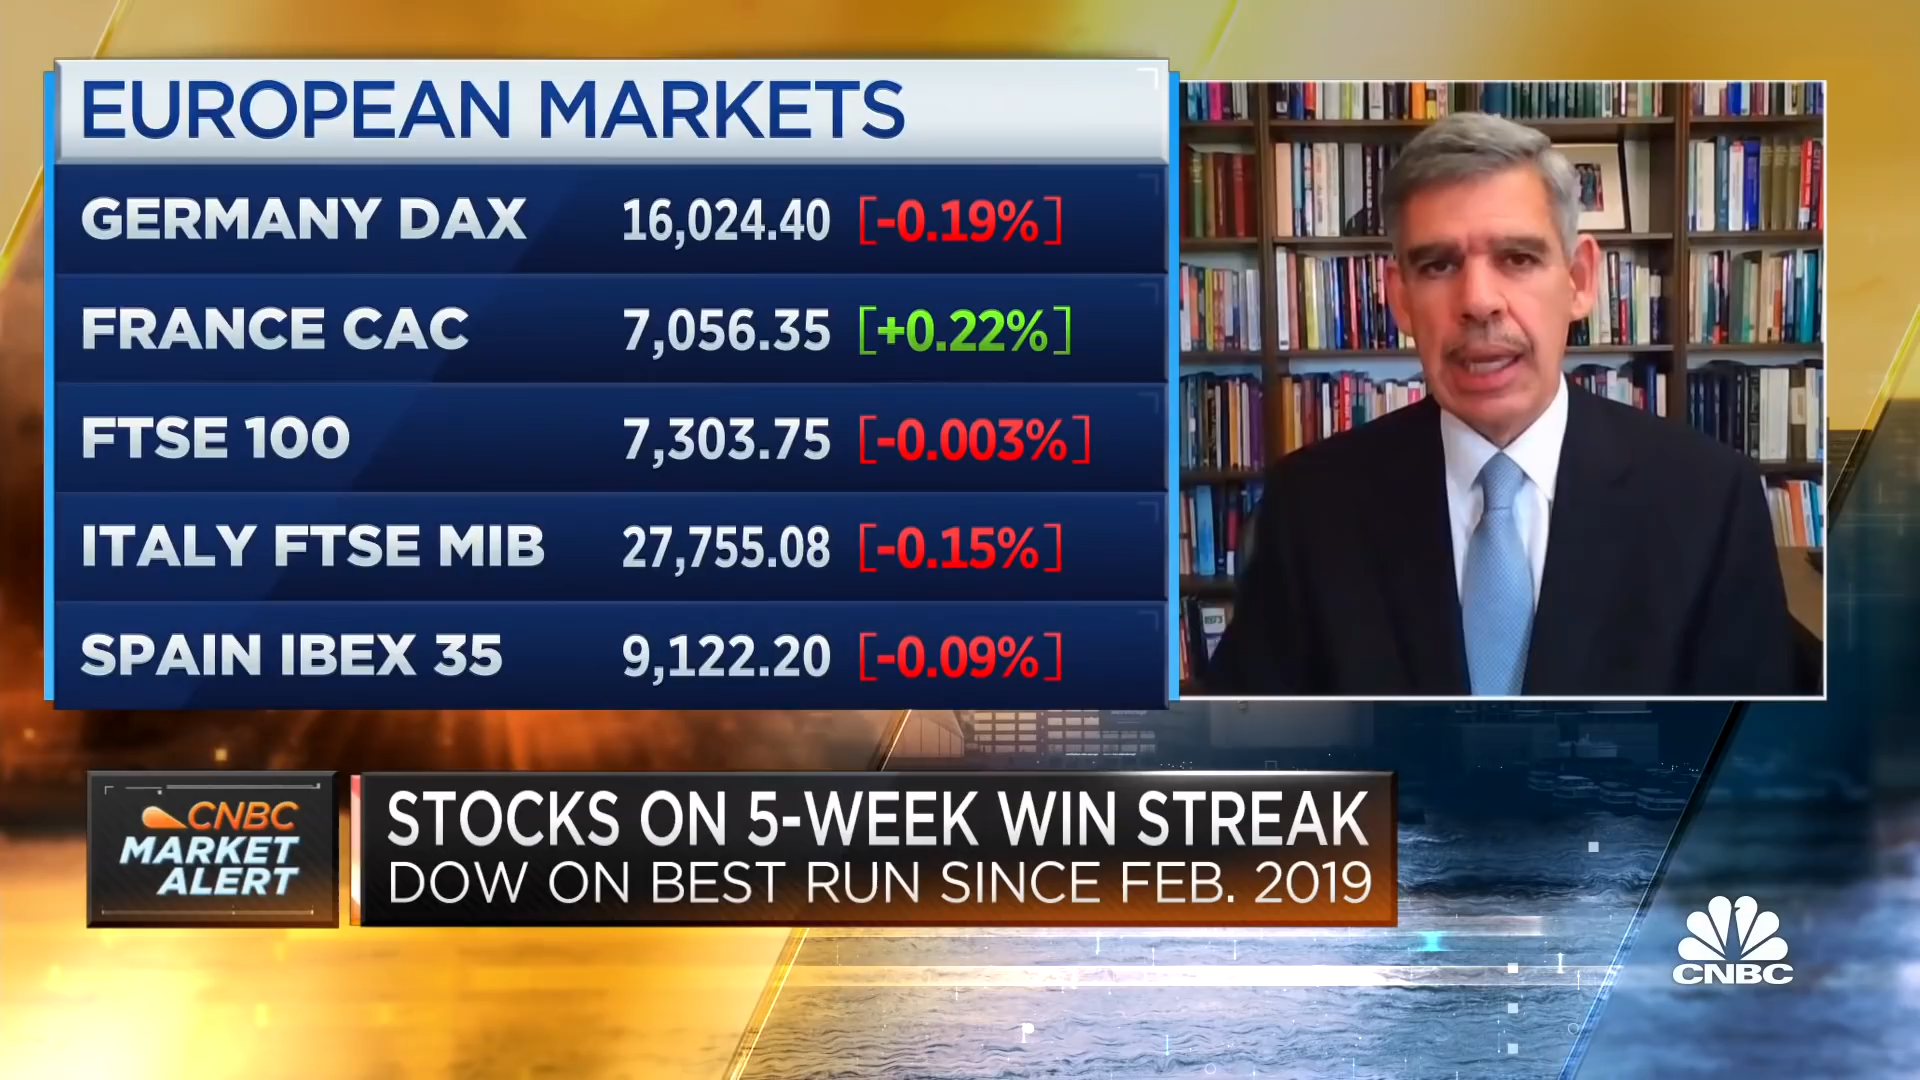 EUROPEAN MARKETS
GERMANY DAX 16,024.40 [-0.19%]
FRANCE CAC 7,056.35 [+0.22%]
FTSE 100 7,303.75 [-0.003%]
ITALY FTSE MIB 27,755.08 [-0.15%]
SPAIN IBEX 35 9,122.20 [-0.09%]
CNBC
MARKET
ALERT
STOCKS ON 5-WEEK WIN STREAK
DOW ON BEST RUN SINCE FEB. 2019
P
CNBC